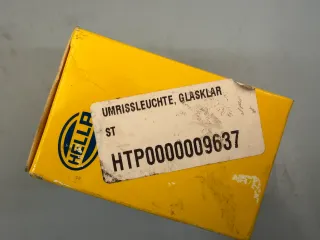 UMRISSLEUCHTE, GLASKLAR
ST
HTP0000009637
HELLA